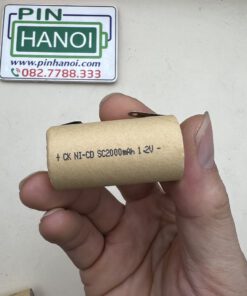 PIN
HANOI
www.pinhanoi.com
082.7788.333
+ CK NI-CD SC2000mAh 1.2V -